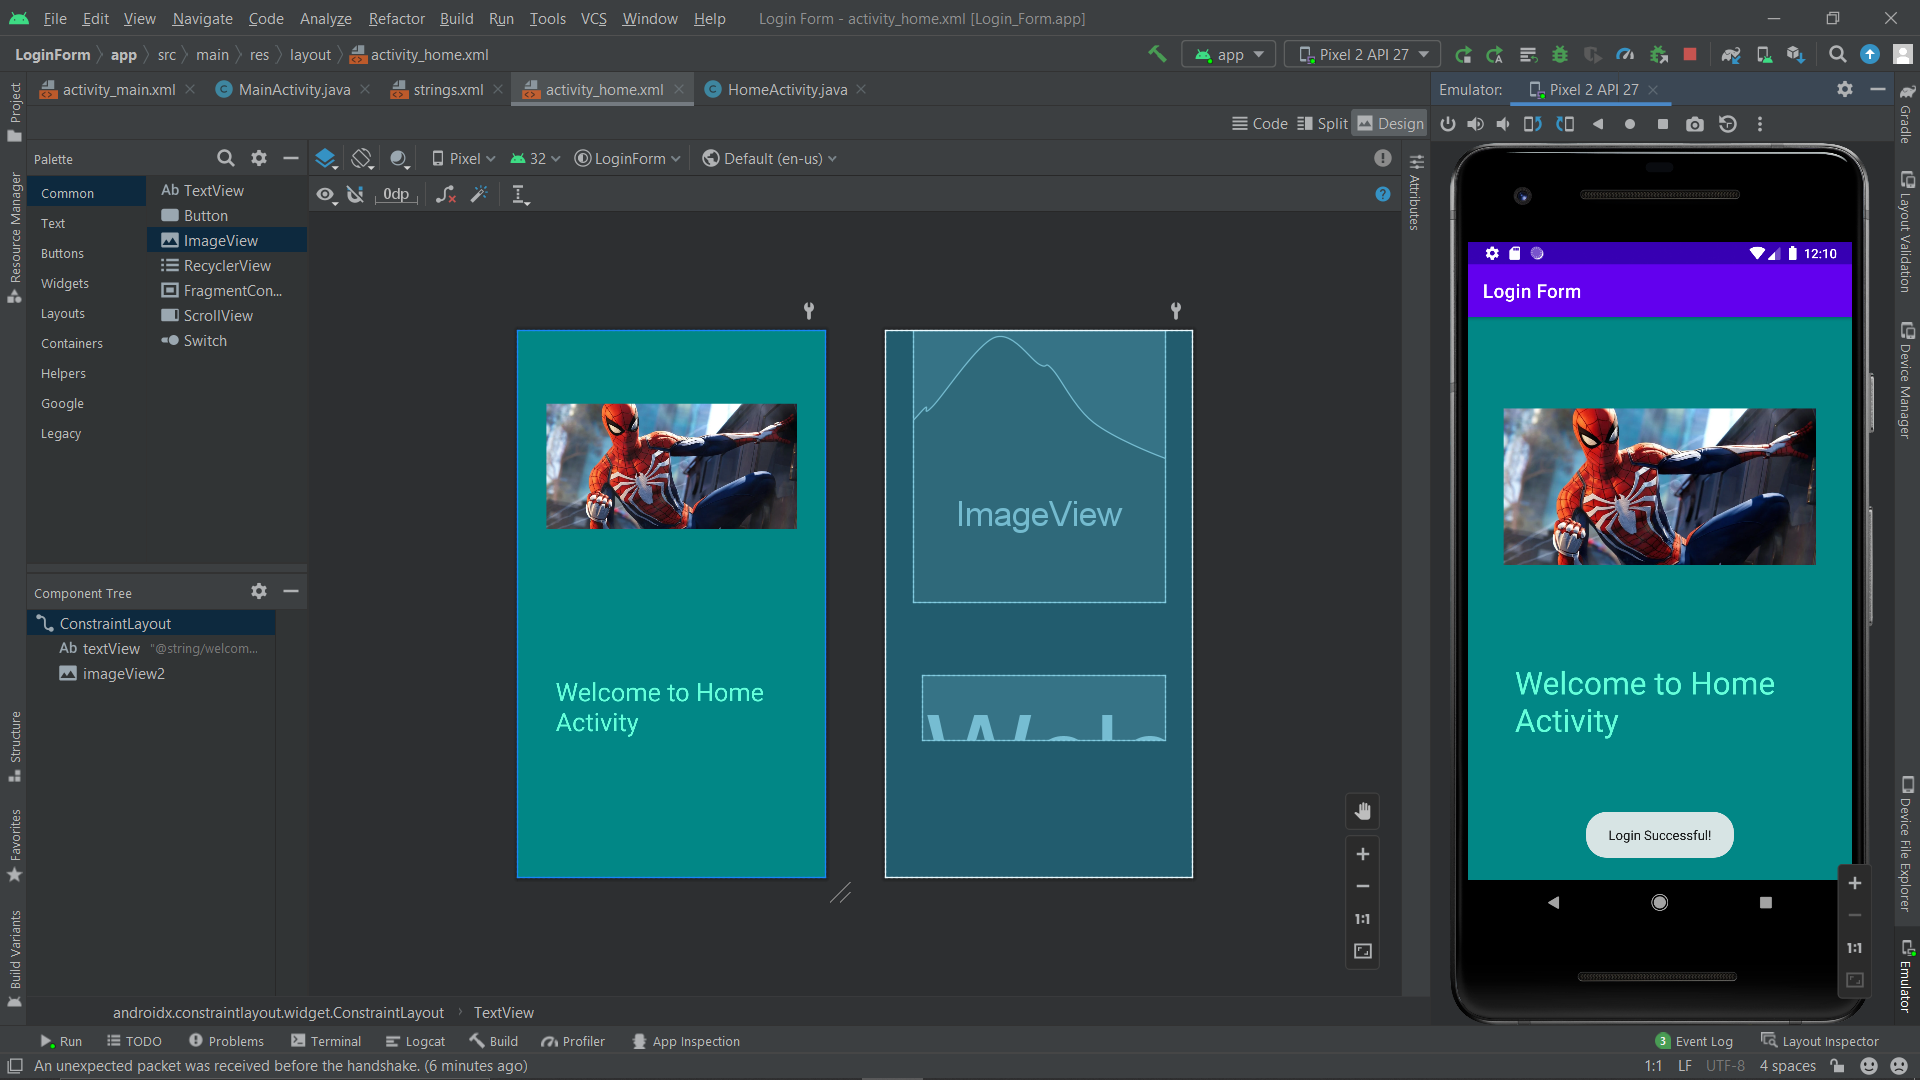 File Edit View Navigate Code Analyze Refactor Build Run Tools VCS Window Help Login Form - activity_home.xml [Login_Form.app]
LoginForm app src main res layout activity_home.xml app Pixel 2 API 27
activity_main.xml MainActivity.java strings.xml activity_home.xml HomeActivity.java Emulator: Pixel 2 API 27
Code Split Design
Palette Pixel 32 LoginForm Default (en-us)
0dp
Common
Text
Buttons
Widgets
Layouts
Containers
Helpers
Google
Legacy
Ab TextView
Button
ImageView
RecyclerView
FragmentCon...
ScrollView
Switch
Component Tree
ConstraintLayout
Ab textView "@string/welcom...
imageView2
Project
Resource Manager
Structure
Favorites
Build Variants
Welcome to Home
Activity
ImageView
1:1
Attributes
12:10
Login Form
Welcome to Home
Activity
Login Successful!
1:1
Gradle
Layout Validation
Device Manager
Device File Explorer
Emulator
androidx.constraintlayout.widget.ConstraintLayout TextView
Run TODO Problems Terminal Logcat Build Profiler App Inspection 3 Event Log Layout Inspector
An unexpected packet was received before the handshake. (6 minutes ago) 1:1 LF UTF-8 4 spaces